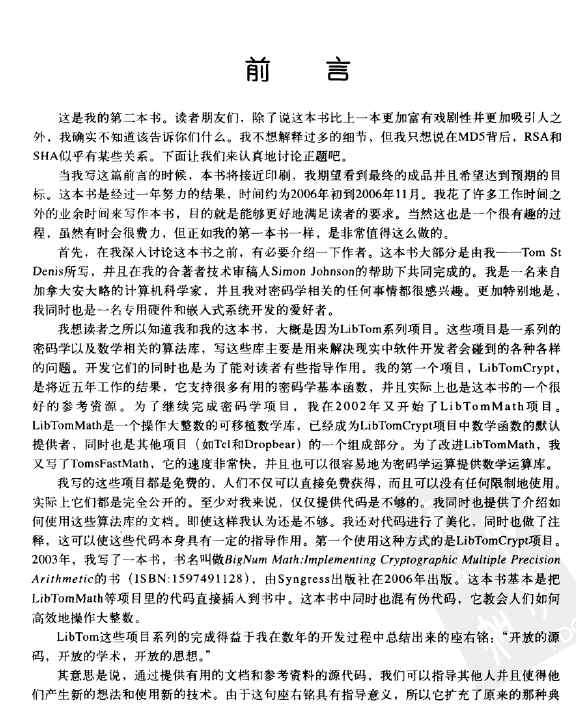 前 言
这是我的第二本书。读者朋友们，除了说这本书比上一本更加富有戏剧性并更加吸引人之
外，我确实不知道该告诉你们什么。我不想解释过多的细节，但我只想说在MD5背后，RSA和
SHA似乎有某些关系。下面让我们来认真地讨论正题吧。
当我写这篇前言的时候，本书将接近印刷，我期望看到最终的成品并且希望达到预期的目
标。这本书是经过一年努力的结果，时间约为2006年初到2006年11月。我花了许多工作时间之
外的业余时间来写作本书，目的就是能够更好地满足读者的要求。当然这也是一个很有趣的过
程，虽然有时会很费力，但正如我的第一本书一样，是非常值得这么做的。
首先，在我深入讨论这本书之前，有必要介绍一下作者。这本书大部分是由我——Tom St
Denis所写，并且在我的合著者技术审稿人Simon Johnson的帮助下共同完成的。我是一名来自
加拿大安大略的计算机科学家，并且我对密码学相关的任何事情都很感兴趣。更加特别地是，
我同时也是一名专用硬件和嵌入式系统开发的爱好者。
我想读者之所以知道我和我的这本书，大概是因为LibTom系列项目。这些项目是一系列的
密码学以及数学相关的算法库，写这些库主要是用来解决现实中软件开发者会碰到的各种各样
的问题。开发它们的同时也是为了能对读者有些指导作用。我的第一个项目，LibTomCrypt，
是将近五年工作的结果，它支持很多有用的密码学基本函数，并且实际上也是这本书的一个很
好的参考资源。为了继续完成密码学项目，我在2002年又开始了LibTomMath项目。
LibTomMath是一个操作大整数的可移植数学库，已经成为LibTomCrypt项目中数学函数的默认
提供者，同时也是其他项目（如Tcl和Dropbear）的一个组成部分。为了改进LibTomMath，我
又写了TomsFastMath，它的速度非常快，并且也可以很容易地为密码学运算提供数学运算库。
我写的这些项目都是免费的，人们不仅可以直接免费获得，而且可以没有任何限制地使用。
实际上它们都是完全公开的。至少对我来说，仅仅提供代码是不够的。我同时也提供了介绍如
何使用这些算法库的文档。即使这样我认为还是不够。我还对代码进行了美化，同时也做了注
释，这可以使这些代码本身具有一定的指导作用。第一个使用这种方式的是LibTomCrypt项目。
2003年，我写了一本书，书名叫做BigNum Math:Implementing Cryptographic Multiple Precision
Arithmetic的书（ISBN:1597491128），由Syngress出版社在2006年出版。这本书基本是把
LibTomMath等项目里的代码直接插入到书中。这本书中同时也混有伪代码，它教会人们如何
高效地操作大整数。
LibTom这些项目系列的完成得益于我在数年的开发过程中总结出来的座右铭：“开放的源
码，开放的学术，开放的思想。”
其意思是说，通过提供有用的文档和参考资料的源代码，我们可以指导其他人并且使得他
们产生新的想法和使用新的技术。由于这句座右铭具有指导意义，所以它扩充了原来的那种典